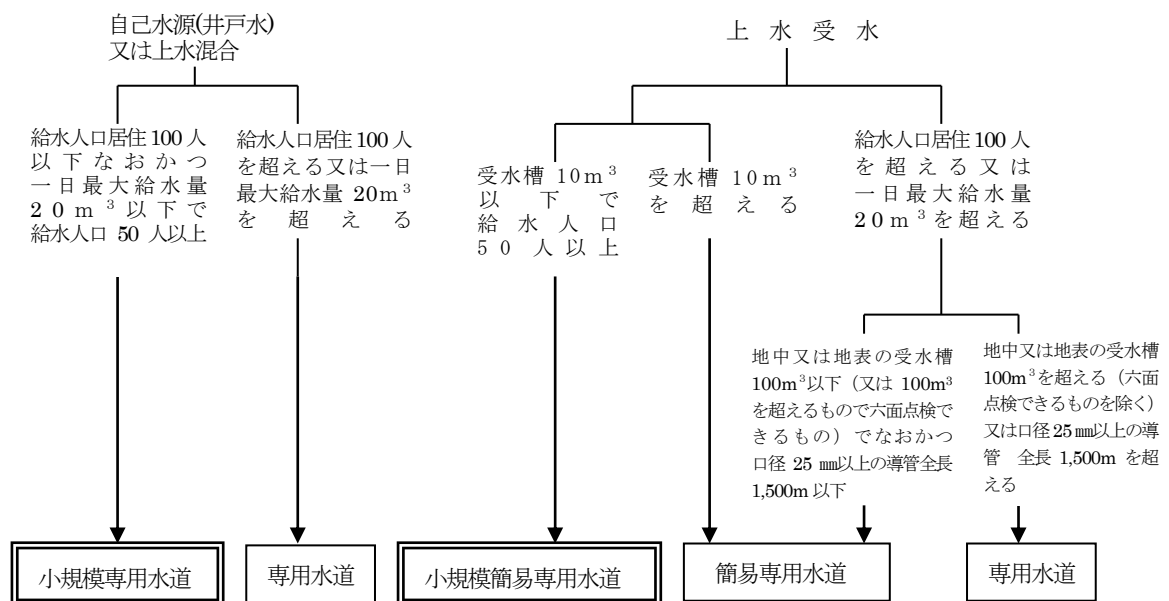 自己水源(井戸水)
又は上水混合
上水受水
給水人口居住100人
以下なおかつ
一日最大給水量
20m³以下で
給水人口 50 人以上
給水人口居住100人
を超える又は一日
最大給水量 20m³
を超える
受水槽 10m³
以下で
給水人口
50人以上
受水槽 10m³
を超える
給水人口居住100人
を超える又は
一日最大給水量
20m³を超える
地中又は地表の受水槽
100m³以下（又は 100m³
を超えるもので六面点検で
きるもの）でなおかつ
口径 25 ㎜以上の導管全長
1,500m 以下
地中又は地表の受水槽
100m³を超える（六面
点検できるものを除く）
又は口径 25 ㎜以上の導
管 全長 1,500m を超
える
小規模専用水道
専用水道
小規模簡易専用水道
簡易専用水道
専用水道